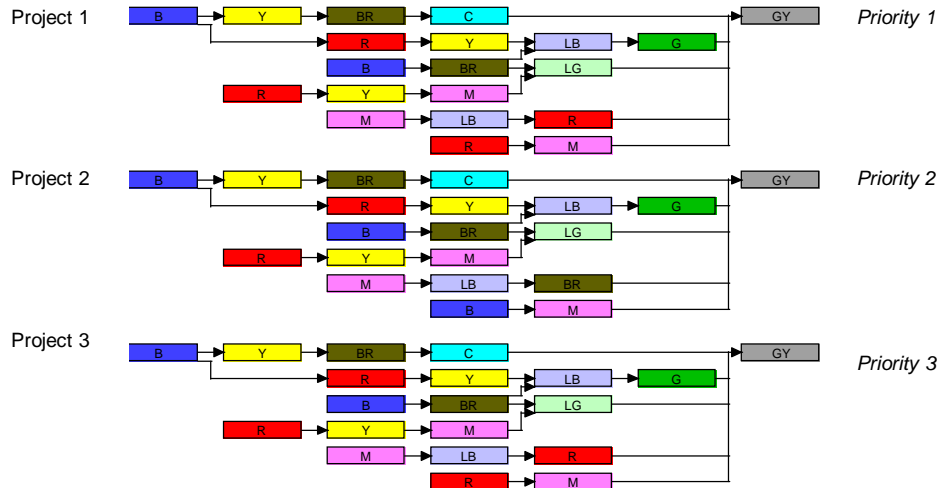 Project 1 B Y BR C GY Priority 1
R Y LB G
B BR LG
R Y M
M LB R
R M
Project 2 B Y BR C GY Priority 2
R Y LB G
B BR LG
R Y M
M LB BR
B M
Project 3 B Y BR C GY Priority 3
R Y LB G
B BR LG
R Y M
M LB R
R M